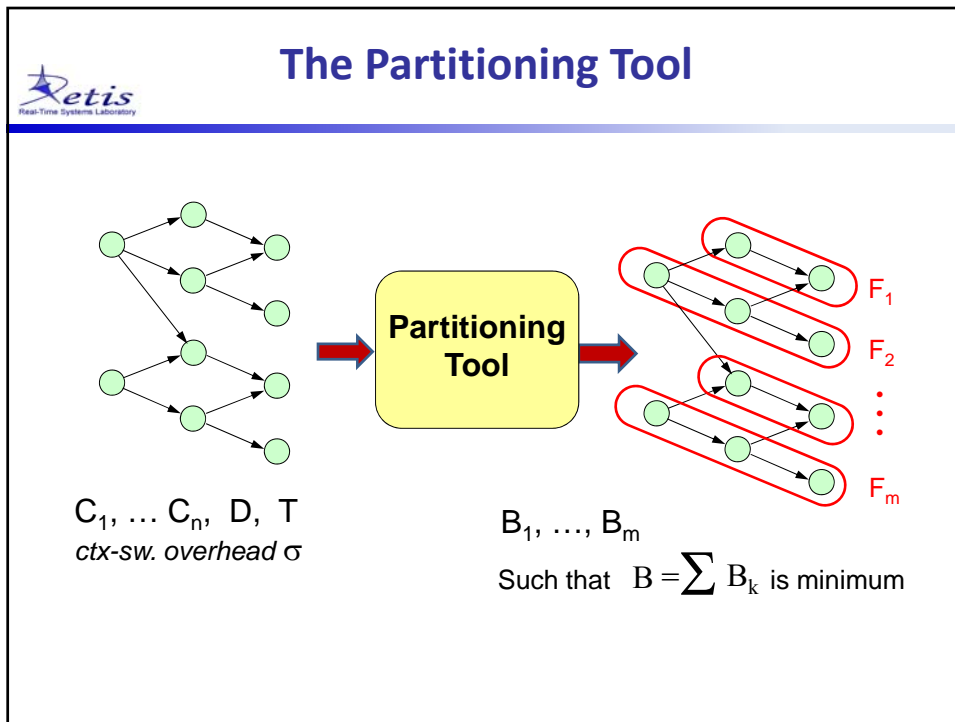 The Partitioning Tool
Retis
Real-Time Systems Laboratory
Partitioning
Tool
F₁
F₂
⋮
Fₘ
C₁, … Cₙ, D, T
ctx-sw. overhead σ
B₁, …, Bₘ
Such that B = ∑ Bₖ is minimum